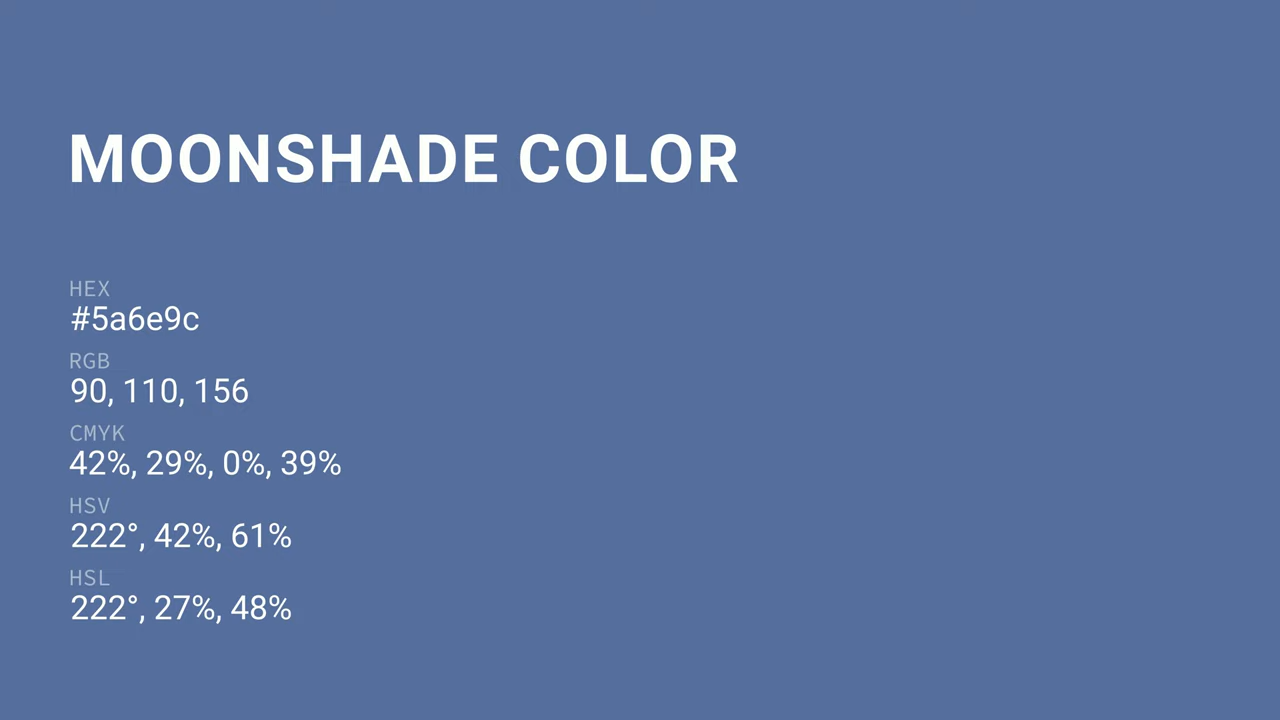 MOONSHADE COLOR
HEX
#5a6e9c
RGB
90, 110, 156
CMYK
42%, 29%, 0%, 39%
HSV
222°, 42%, 61%
HSL
222°, 27%, 48%